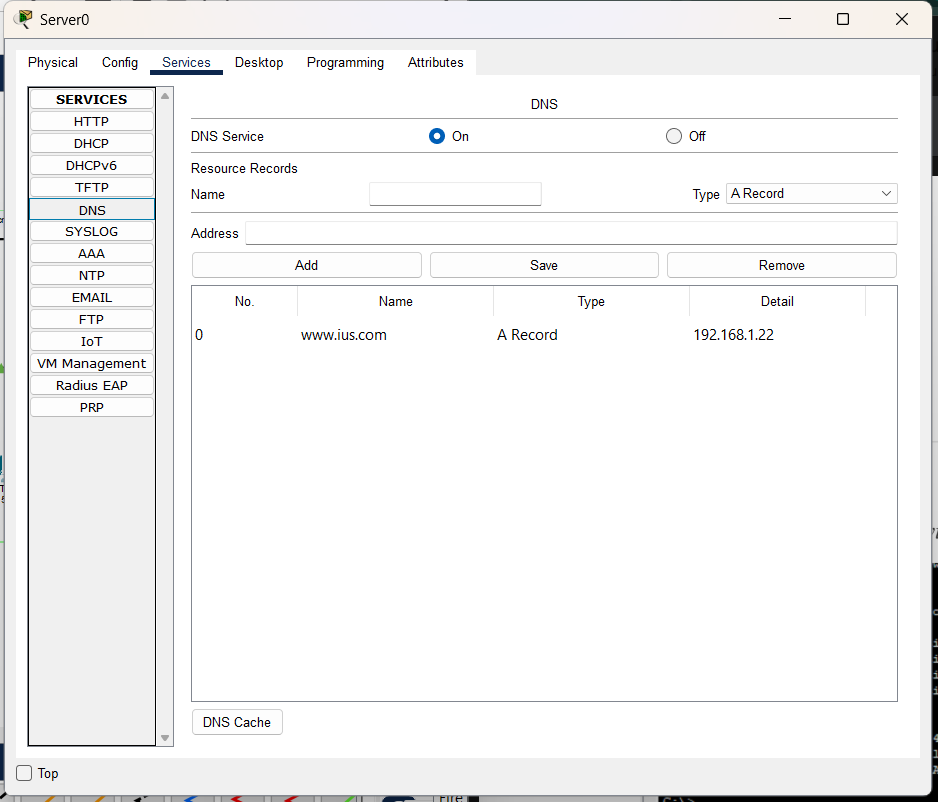 Server0
Physical Config Services Desktop Programming Attributes
SERVICES
HTTP
DHCP
DHCPv6
TFTP
DNS
SYSLOG
AAA
NTP
EMAIL
FTP
IoT
VM Management
Radius EAP
PRP
DNS
DNS Service On Off
Resource Records
Name Type A Record
Address
Add Save Remove
No. Name Type Detail
0 www.ius.com A Record 192.168.1.22
DNS Cache
Top